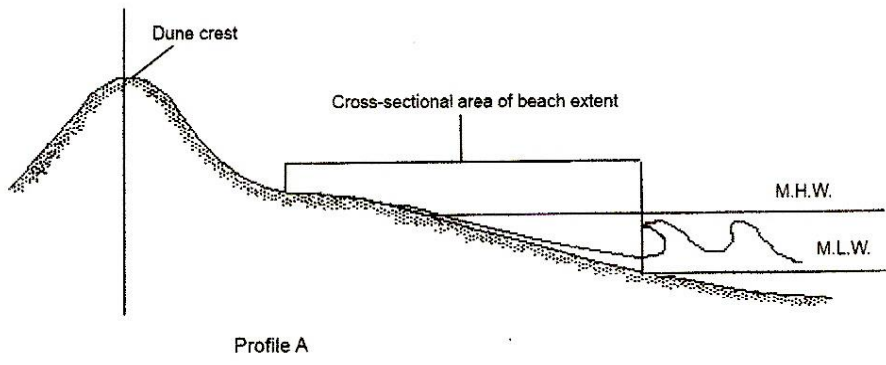 Dune crest
Cross-sectional area of beach extent
M.H.W.
M.L.W.
Profile A